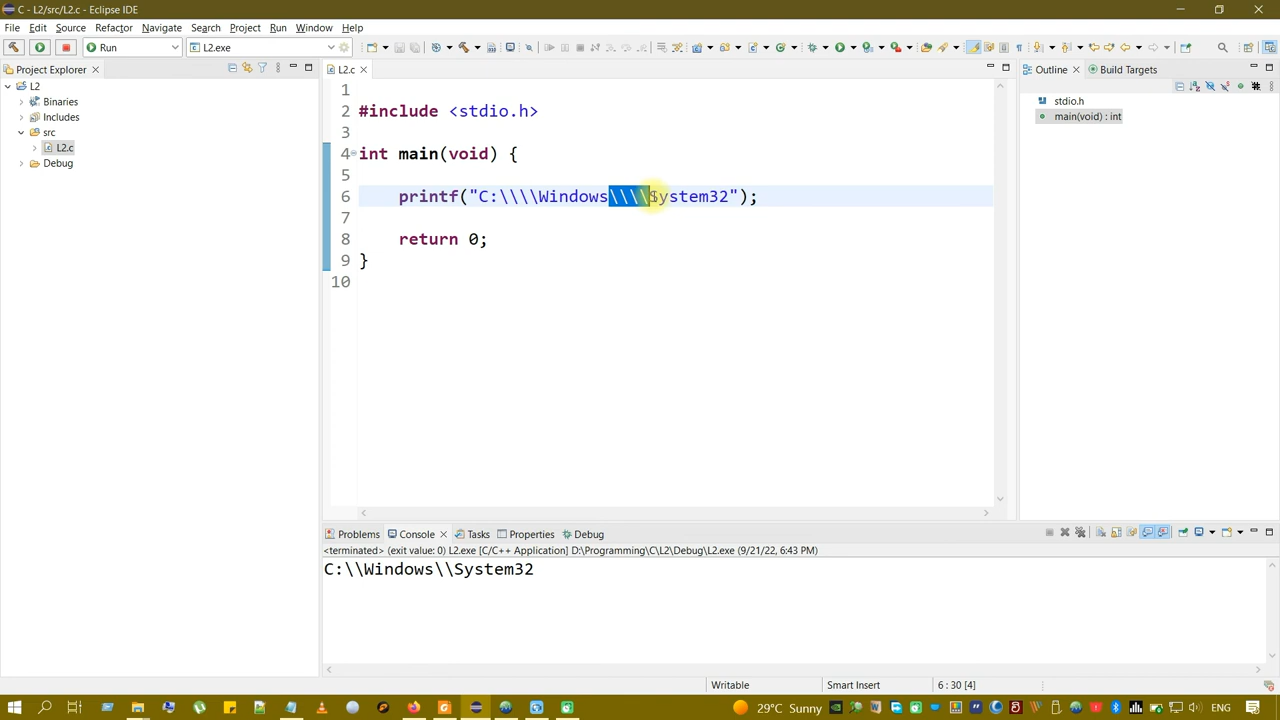 C - L2/src/L2.c - Eclipse IDE
File Edit Source Refactor Navigate Search Project Run Window Help
Run L2.exe
Project Explorer
L2
Binaries
Includes
src
L2.c
Debug
L2.c
1
2 #include <stdio.h>
3
4 int main(void) {
5
6 printf("C:\\\\Windows\\\\System32");
7
8 return 0;
9 }
10
Outline Build Targets
stdio.h
main(void) : int
Problems Console Tasks Properties Debug
<terminated> (exit value: 0) L2.exe [C/C++ Application] D:\Programming\C\L2\Debug\L2.exe (9/21/22, 6:43 PM)
C:\\Windows\\System32
Writable Smart Insert 6 : 30 [4]
29°C Sunny ENG